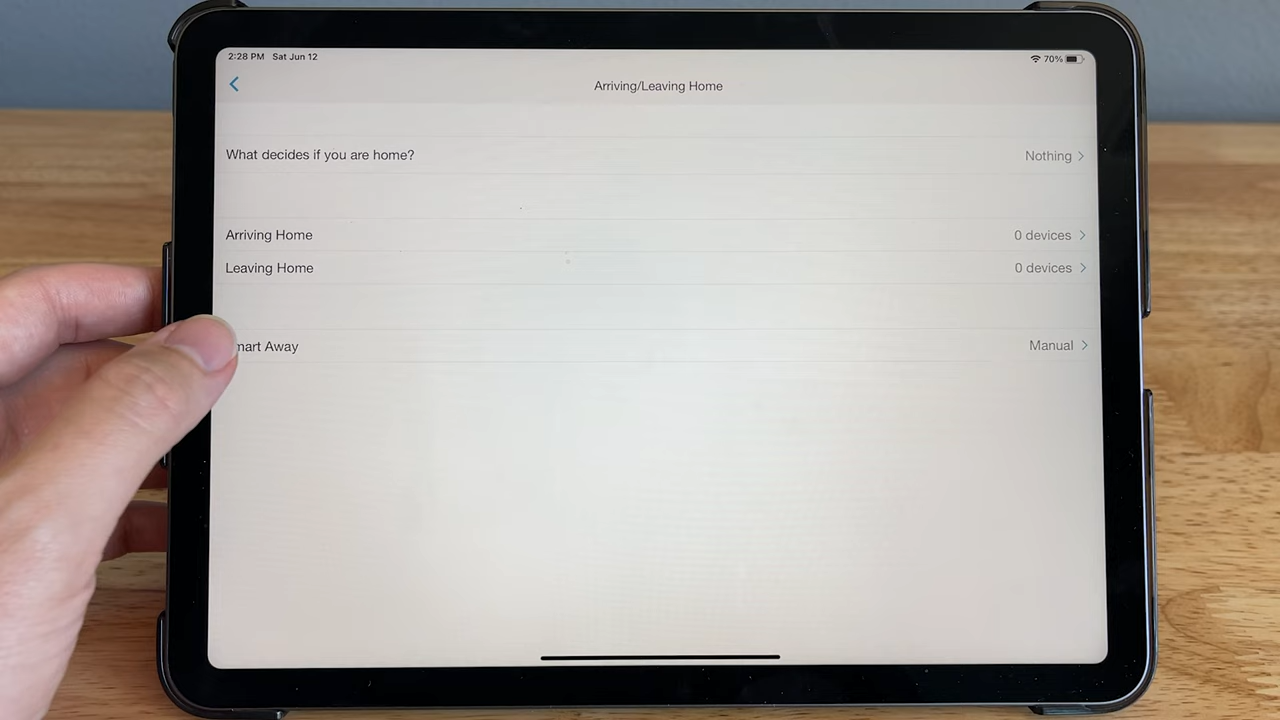 2:28 PM Sat Jun 12
70%
Arriving/Leaving Home
What decides if you are home? Nothing
Arriving Home 0 devices
Leaving Home 0 devices
mart Away Manual